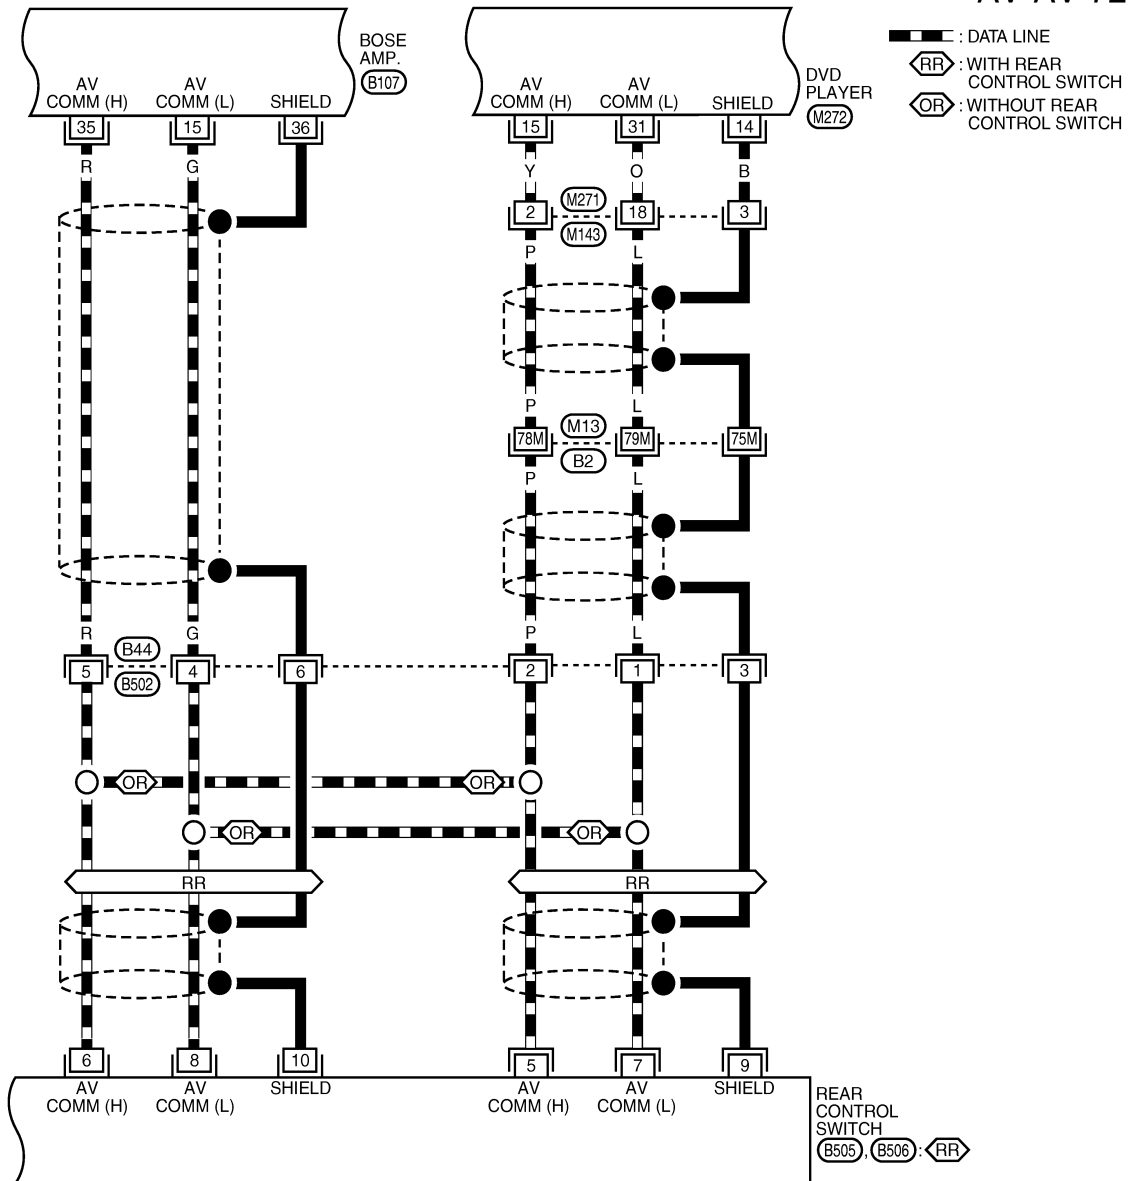 BOSE
AMP.
B107
AV
COMM (H)
AV
COMM (L)
SHIELD
35
15
36
AV
COMM (H)
AV
COMM (L)
SHIELD
DVD
PLAYER
M272
15
31
14
: DATA LINE
RR : WITH REAR
CONTROL SWITCH
OR : WITHOUT REAR
CONTROL SWITCH
R
G
Y
O
B
2
M271
M143
18
3
P
L
P
L
78M
M13
B2
79M
75M
P
L
R
G
P
L
5
B44
B502
4
6
2
1
3
OR
OR
OR
OR
RR
RR
6
8
10
5
7
9
AV
COMM (H)
AV
COMM (L)
SHIELD
AV
COMM (H)
AV
COMM (L)
SHIELD
REAR
CONTROL
SWITCH
B505 , B506 : RR